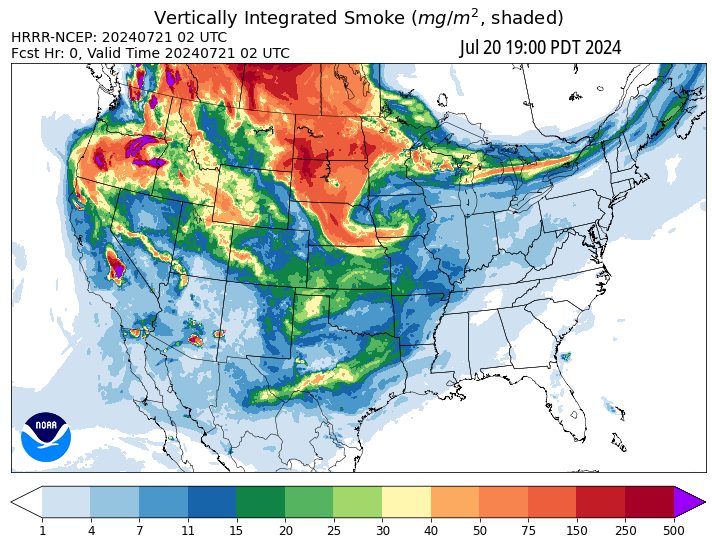 Vertically Integrated Smoke (mg/m², shaded)
HRRR-NCEP: 20240721 02 UTC
Fcst Hr: 0, Valid Time 20240721 02 UTC
Jul 20 19:00 PDT 2024
NOAA
1 4 7 11 15 20 25 30 40 50 75 150 250 500